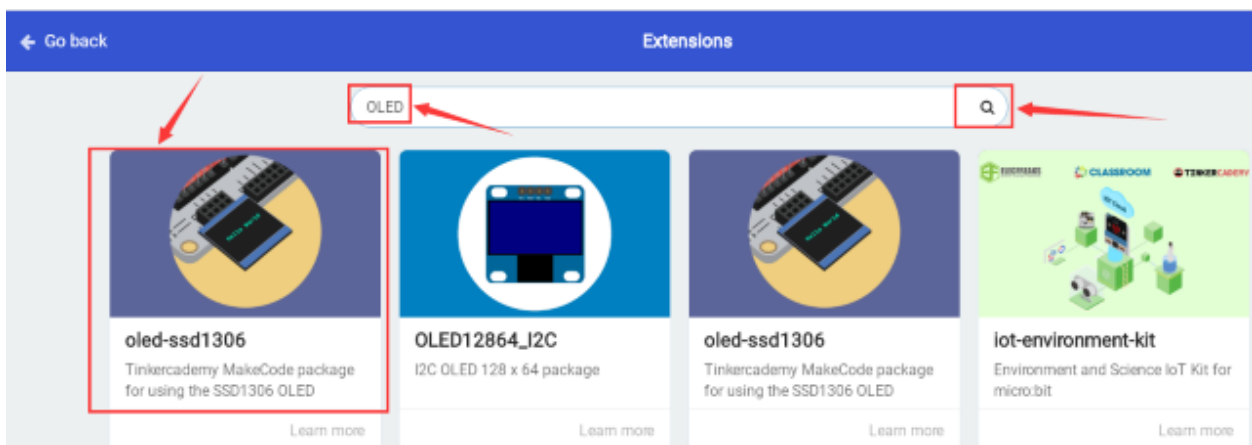 Go back
Extensions
OLED
CLASSROOM
TINKERCADEMY
oled-ssd1306
Tinkercademy MakeCode package
for using the SSD1306 OLED
Learn more
OLED12864_I2C
I2C OLED 128 x 64 package
Learn more
oled-ssd1306
Tinkercademy MakeCode package
for using the SSD1306 OLED
Learn more
iot-environment-kit
Environment and Science IoT Kit for
micro:bit
Learn more